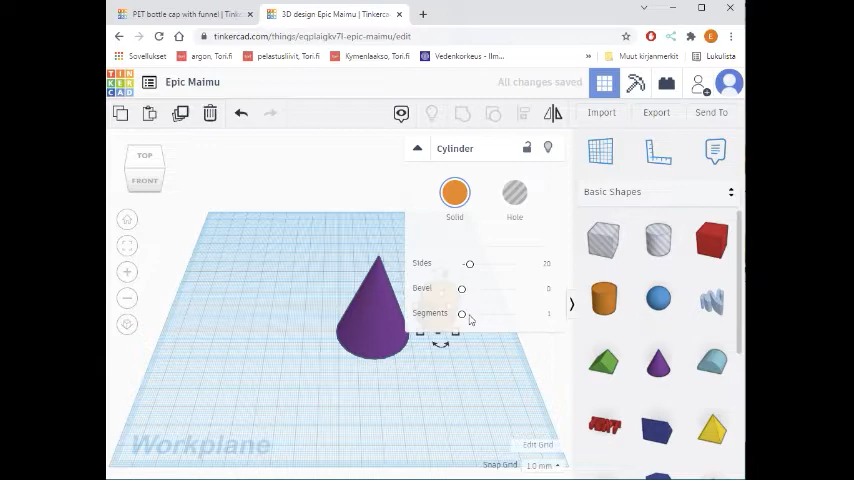 PET bottle cap with funnel | Tink
3D design Epic Maimu | Tinkerca
tinkercad.com/things/eqplaigkv7l-epic-maimu/edit
E
Sovellukset
argon, Tori.fi
pelastusliivit, Tori.fi
Kymenlaakso, Tori.fi
Vedenkorkeus - Ilm...
Muut kirjanmerkit
Lukulista
TIN
KER
CAD
Epic Maimu
All changes saved
Import
Export
Send To
TOP
FRONT
Cylinder
Solid
Hole
Sides
20
Bevel
0
Segments
1
Basic Shapes
TEXT
Workplane
Edit Grid
Snap Grid
1.0 mm